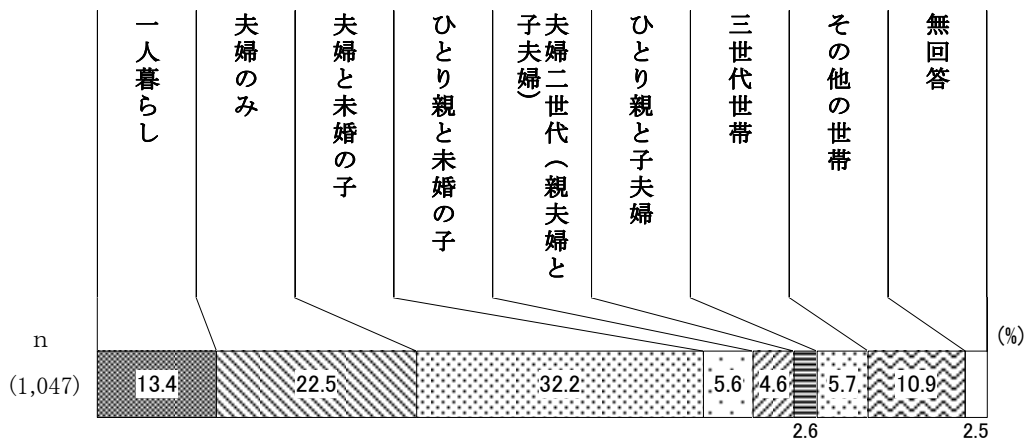 一人暮らし
夫婦のみ
夫婦と未婚の子
ひとり親と未婚の子
夫婦二世代（親夫婦と
子夫婦）
ひとり親と子夫婦
三世代世帯
その他の世帯
無回答
(%)
n
(1,047)
13.4
22.5
32.2
5.6
4.6
5.7
10.9
2.6
2.5